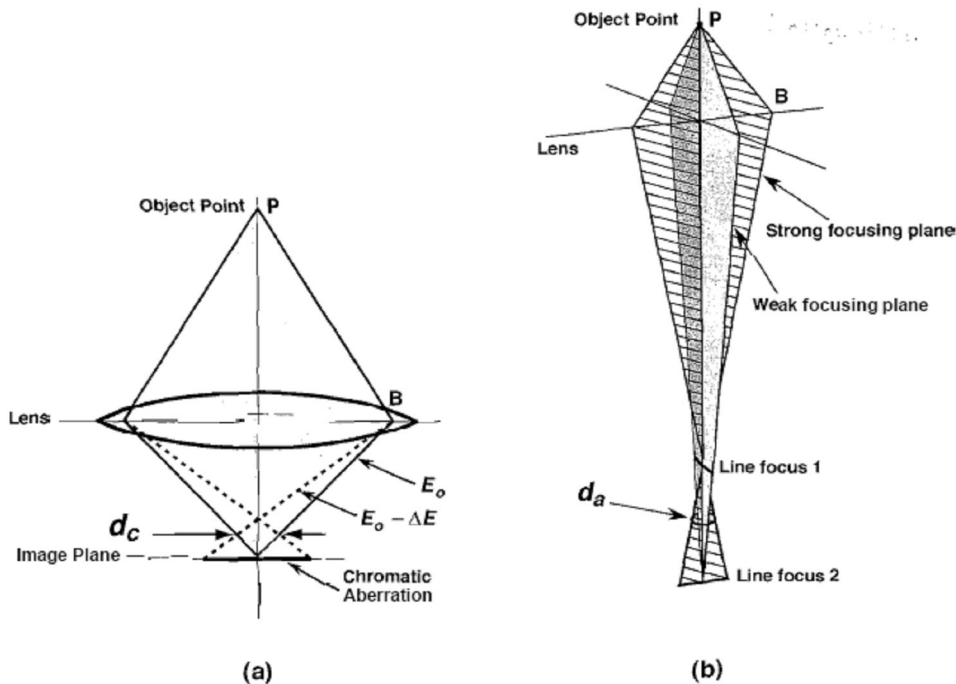 Object Point P
Lens
B
E₀
E₀ − ΔE
d_c
Image Plane
Chromatic
Aberration
(a)
Object Point P
B
Lens
Strong focusing plane
Weak focusing plane
Line focus 1
d_a
Line focus 2
(b)